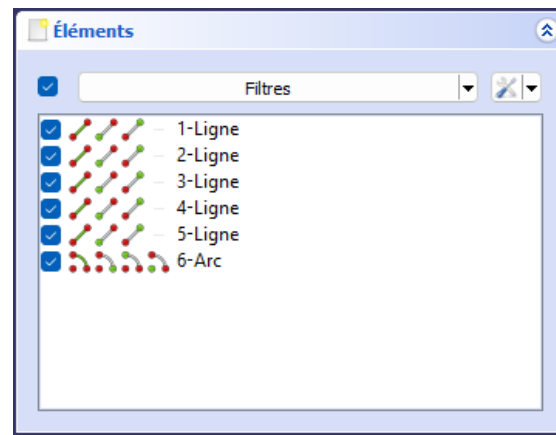 Éléments
Filtres
1-Ligne
2-Ligne
3-Ligne
4-Ligne
5-Ligne
6-Arc